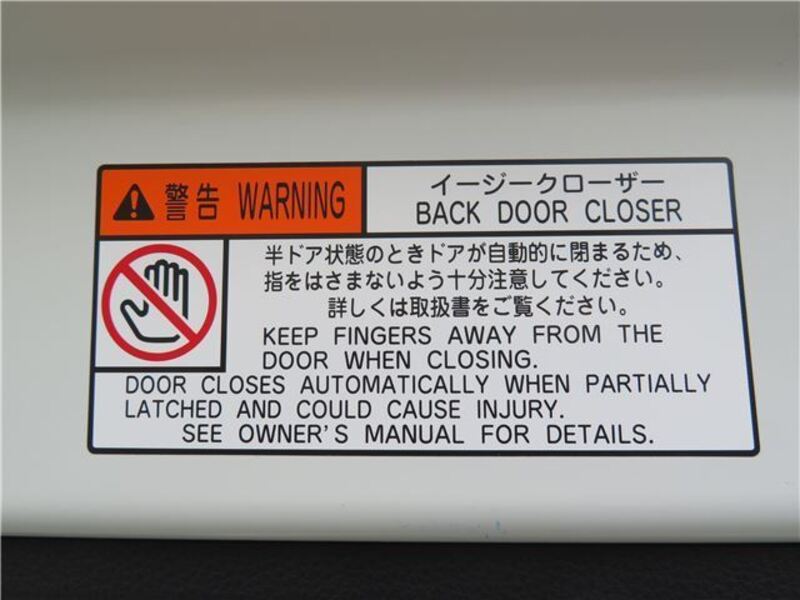 警告 WARNING
イージークローザー
BACK DOOR CLOSER
半ドア状態のときドアが自動的に閉まるため、
指をはさまないよう十分注意してください。
詳しくは取扱書をご覧ください。
KEEP FINGERS AWAY FROM THE
DOOR WHEN CLOSING.
DOOR CLOSES AUTOMATICALLY WHEN PARTIALLY
LATCHED AND COULD CAUSE INJURY.
SEE OWNER'S MANUAL FOR DETAILS.